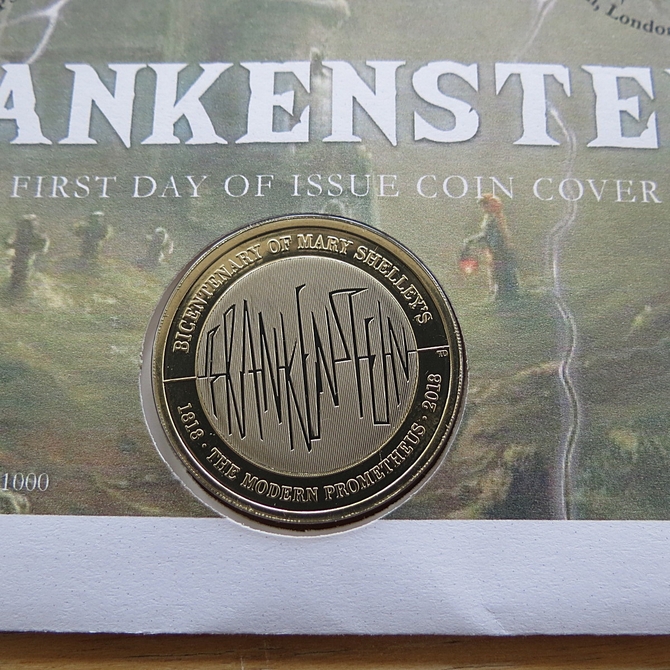 , London
ANKENSTE
FIRST DAY OF ISSUE COIN COVER
BICENTENARY OF MARY SHELLEY'S
FRANKENSTEIN
1818 · THE MODERN PROMETHEUS · 2018
1000